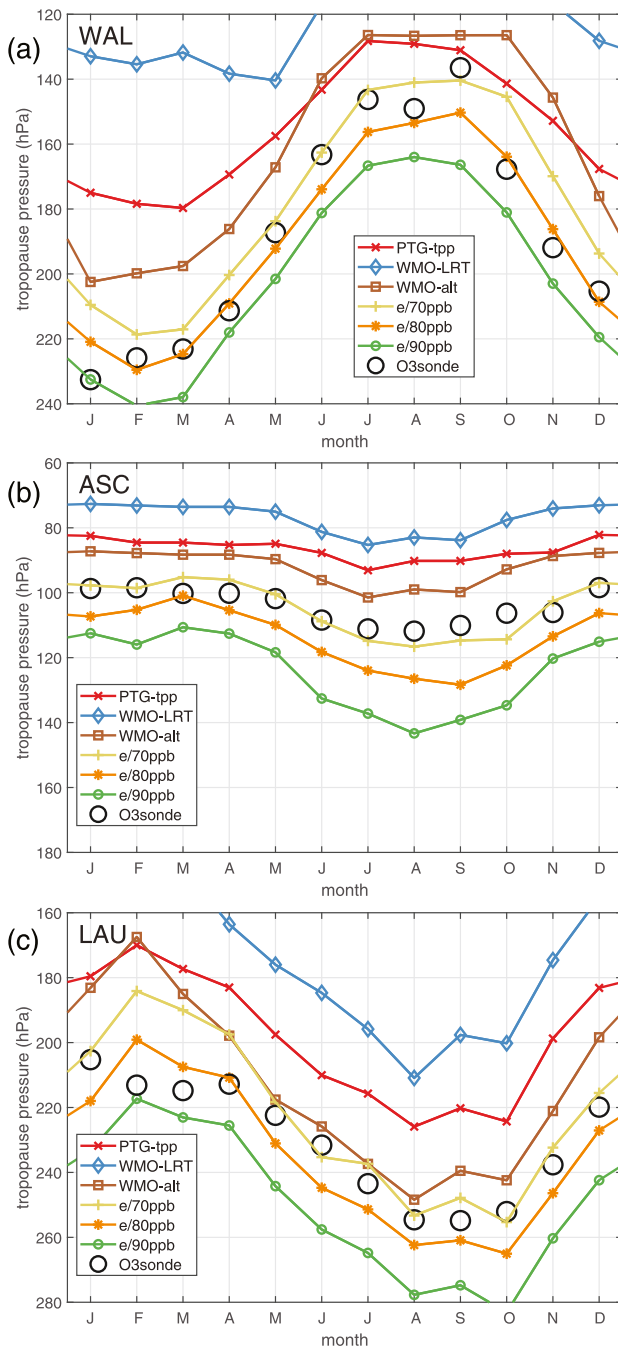 (a) WAL
120
140
160
180
200
220
240
tropopause pressure (hPa)
PTG-tpp
WMO-LRT
WMO-alt
e/70ppb
e/80ppb
e/90ppb
O3sonde
J F M A M J J A S O N D
month
(b) ASC
60
80
100
120
140
160
180
tropopause pressure (hPa)
PTG-tpp
WMO-LRT
WMO-alt
e/70ppb
e/80ppb
e/90ppb
O3sonde
J F M A M J J A S O N D
month
(c) LAU
160
180
200
220
240
260
280
tropopause pressure (hPa)
PTG-tpp
WMO-LRT
WMO-alt
e/70ppb
e/80ppb
e/90ppb
O3sonde
J F M A M J J A S O N D
month